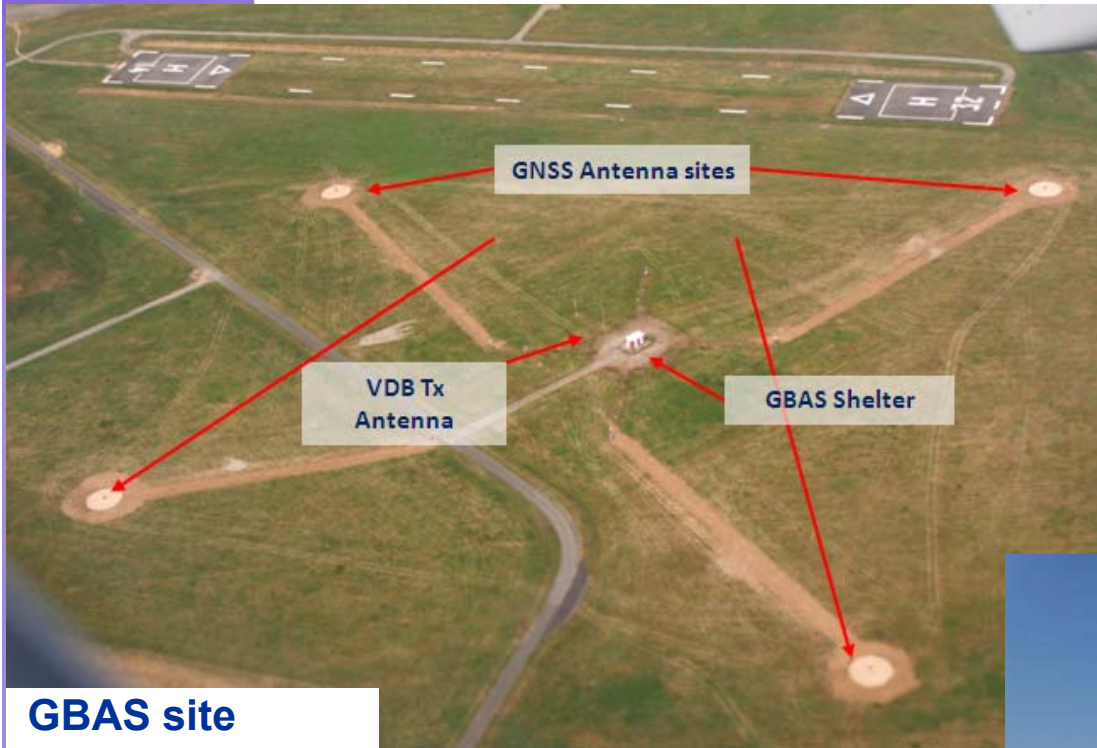 H
H
GNSS Antenna sites
VDB Tx
Antenna
GBAS Shelter
GBAS site